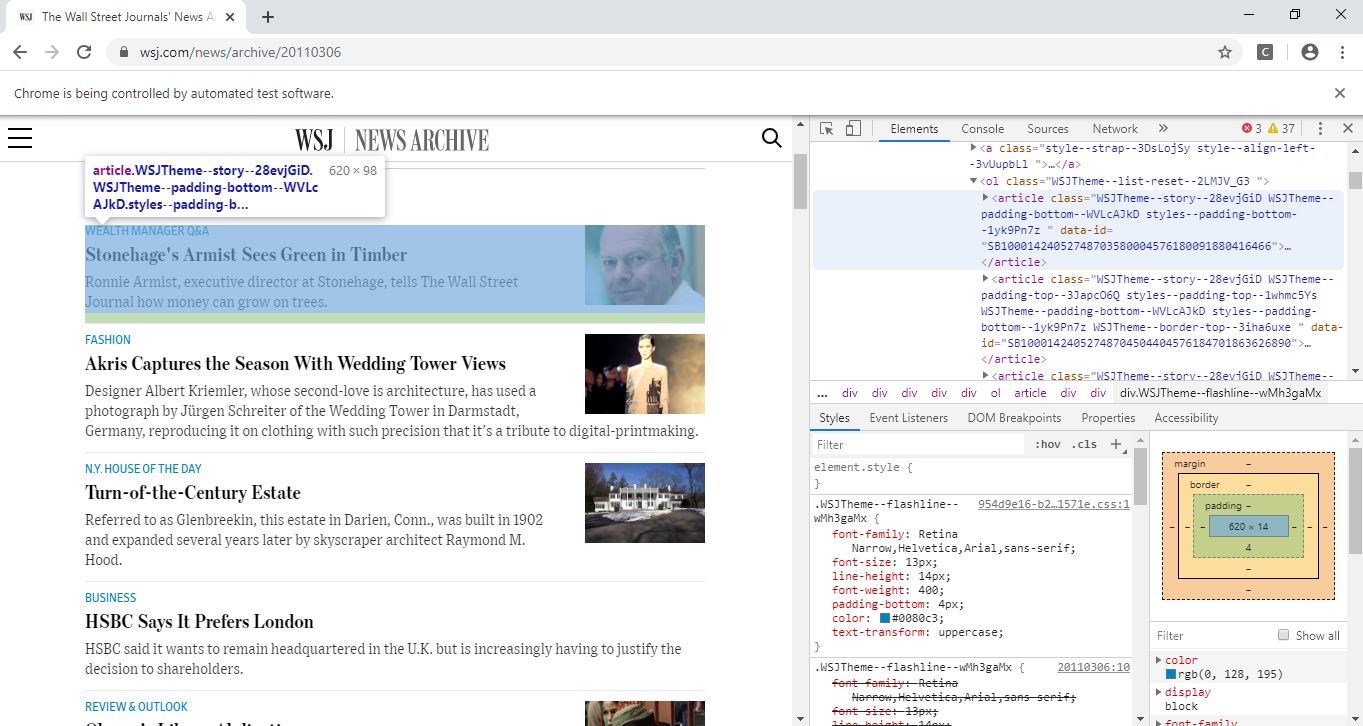 WSJ The Wall Street Journals' News A
wsj.com/news/archive/20110306
C
Chrome is being controlled by automated test software.
WSJ NEWS ARCHIVE
article.WSJTheme--story--28evjGiD. 620 × 98
WSJTheme--padding-bottom--WVLc
AJkD.styles--padding-b...
WEALTH MANAGER Q&A
Stonehage's Armist Sees Green in Timber
Ronnie Armist, executive director at Stonehage, tells The Wall Street
Journal how money can grow on trees.
FASHION
Akris Captures the Season With Wedding Tower Views
Designer Albert Kriemler, whose second-love is architecture, has used a
photograph by Jürgen Schreiter of the Wedding Tower in Darmstadt,
Germany, reproducing it on clothing with such precision that it's a tribute to digital-printmaking.
N.Y. HOUSE OF THE DAY
Turn-of-the-Century Estate
Referred to as Glenbreekin, this estate in Darien, Conn., was built in 1902
and expanded several years later by skyscraper architect Raymond M.
Hood.
BUSINESS
HSBC Says It Prefers London
HSBC said it wants to remain headquartered in the U.K. but is increasingly having to justify the
decision to shareholders.
REVIEW & OUTLOOK
Elements Console Sources Network » 3 37
<a class="style--strap--3DsLojSy style--align-left-
-3vUupbLl ">…</a>
<ol class="WSJTheme--list-reset--2LMJV_G3 ">
<article class="WSJTheme--story--28evjGiD WSJTheme--
padding-bottom--WVLcAJkD styles--padding-bottom-
-1yk9Pn7z " data-id=
"SB10001424052748703580004576180091880416466">…
</article>
<article class="WSJTheme--story--28evjGiD WSJTheme--
padding-top--3JapcO6Q styles--padding-top--1whmc5Ys
WSJTheme--padding-bottom--WVLcAJkD styles--padding-
bottom--1yk9Pn7z WSJTheme--border-top--3iha6uxe " data-
id="SB10001424052748704504404576184701863626890">…
</article>
<article class="WSJTheme--story--28evjGiD WSJTheme--
... div div div div div ol article div div div.WSJTheme--flashline--wMh3gaMx
Styles Event Listeners DOM Breakpoints Properties Accessibility
Filter :hov .cls +
element.style {
}
.WSJTheme--flashline-- 954d9e16-b2…1571e.css:1
wMh3gaMx {
font-family: Retina
Narrow,Helvetica,Arial,sans-serif;
font-size: 13px;
line-height: 14px;
font-weight: 400;
padding-bottom: 4px;
color: #0080c3;
text-transform: uppercase;
}
.WSJTheme--flashline--wMh3gaMx { 20110306:10
font-family: Retina
Narrow,Helvetica,Arial,sans-serif;
font-size: 13px;
line-height: 14px;
margin –
border –
padding –
– – – 620 × 14 – – –
4
–
–
Filter Show all
color
rgb(0, 128, 195)
display
block
font-family